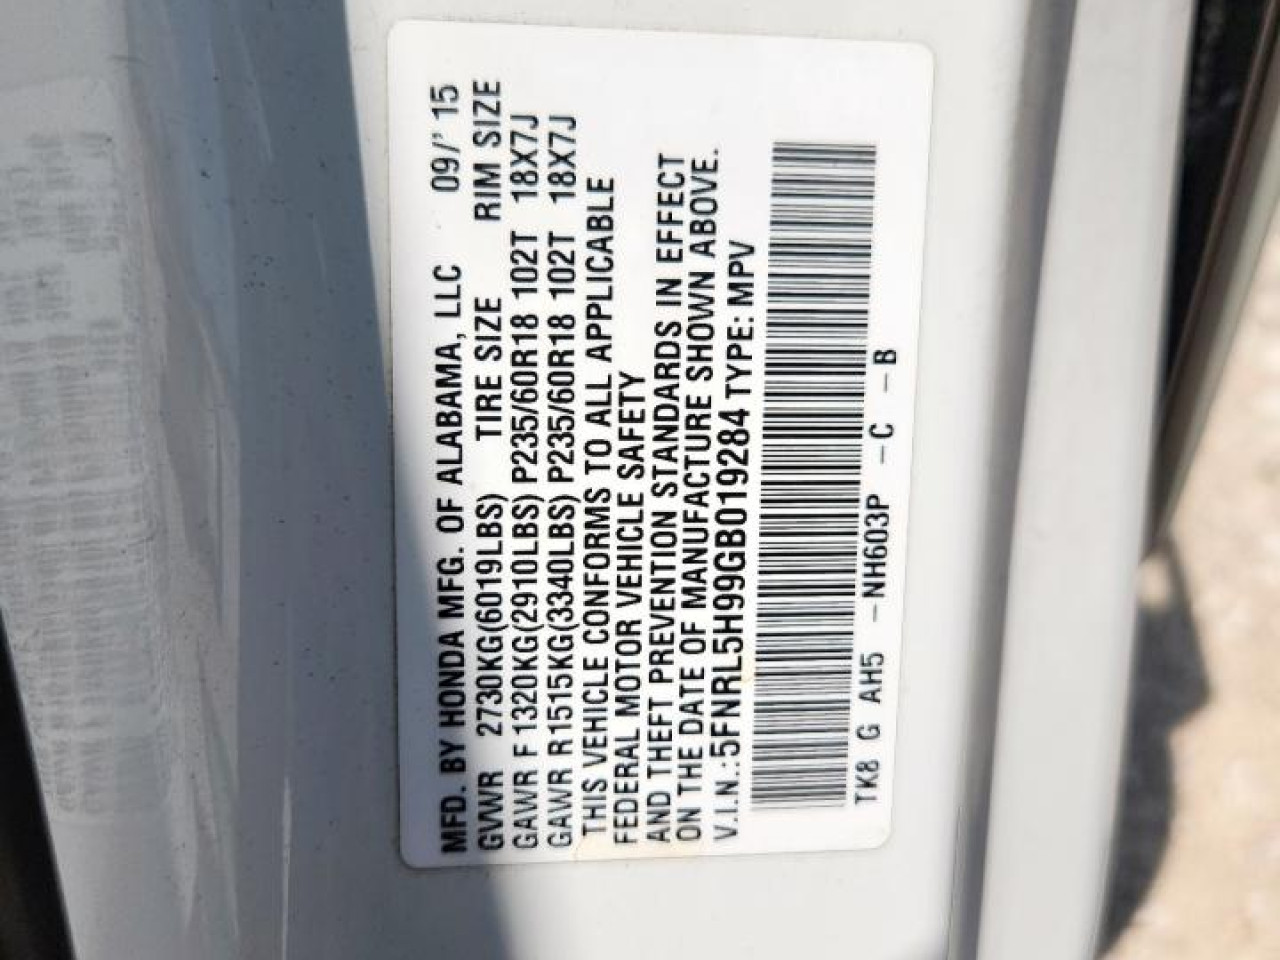 MFD. BY HONDA MFG. OF ALABAMA, LLC 09/'15
GVWR 2730KG(6019LBS) TIRE SIZE RIM SIZE
GAWR F 1320KG(2910LBS) P235/60R18 102T 18X7J
GAWR R 1515KG(3340LBS) P235/60R18 102T 18X7J
THIS VEHICLE CONFORMS TO ALL APPLICABLE
FEDERAL MOTOR VEHICLE SAFETY
AND THEFT PREVENTION STANDARDS IN EFFECT
ON THE DATE OF MANUFACTURE SHOWN ABOVE.
V.I.N.:5FNRL5H99GB019284 TYPE: MPV
TK8 G AH5 -NH603P -C -B